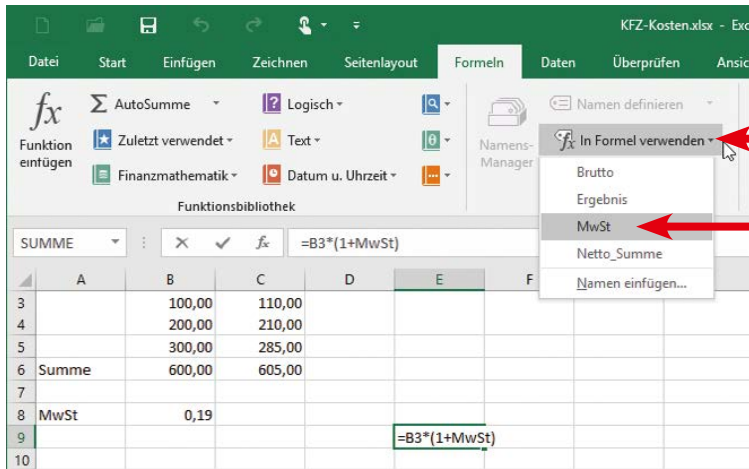 KFZ-Kosten.xlsx - Exc
Datei Start Einfügen Zeichnen Seitenlayout Formeln Daten Überprüfen Ansic
fx Funktion einfügen
Σ AutoSumme
Zuletzt verwendet
Finanzmathematik
? Logisch
A Text
Datum u. Uhrzeit
θ
Funktionsbibliothek
Namens-Manager
Namen definieren
fx In Formel verwenden
Brutto
Ergebnis
MwSt
Netto_Summe
Namen einfügen...
SUMME fx =B3*(1+MwSt)
A B C D E F
3 100,00 110,00
4 200,00 210,00
5 300,00 285,00
6 Summe 600,00 605,00
7
8 MwSt 0,19
9 =B3*(1+MwSt)
10